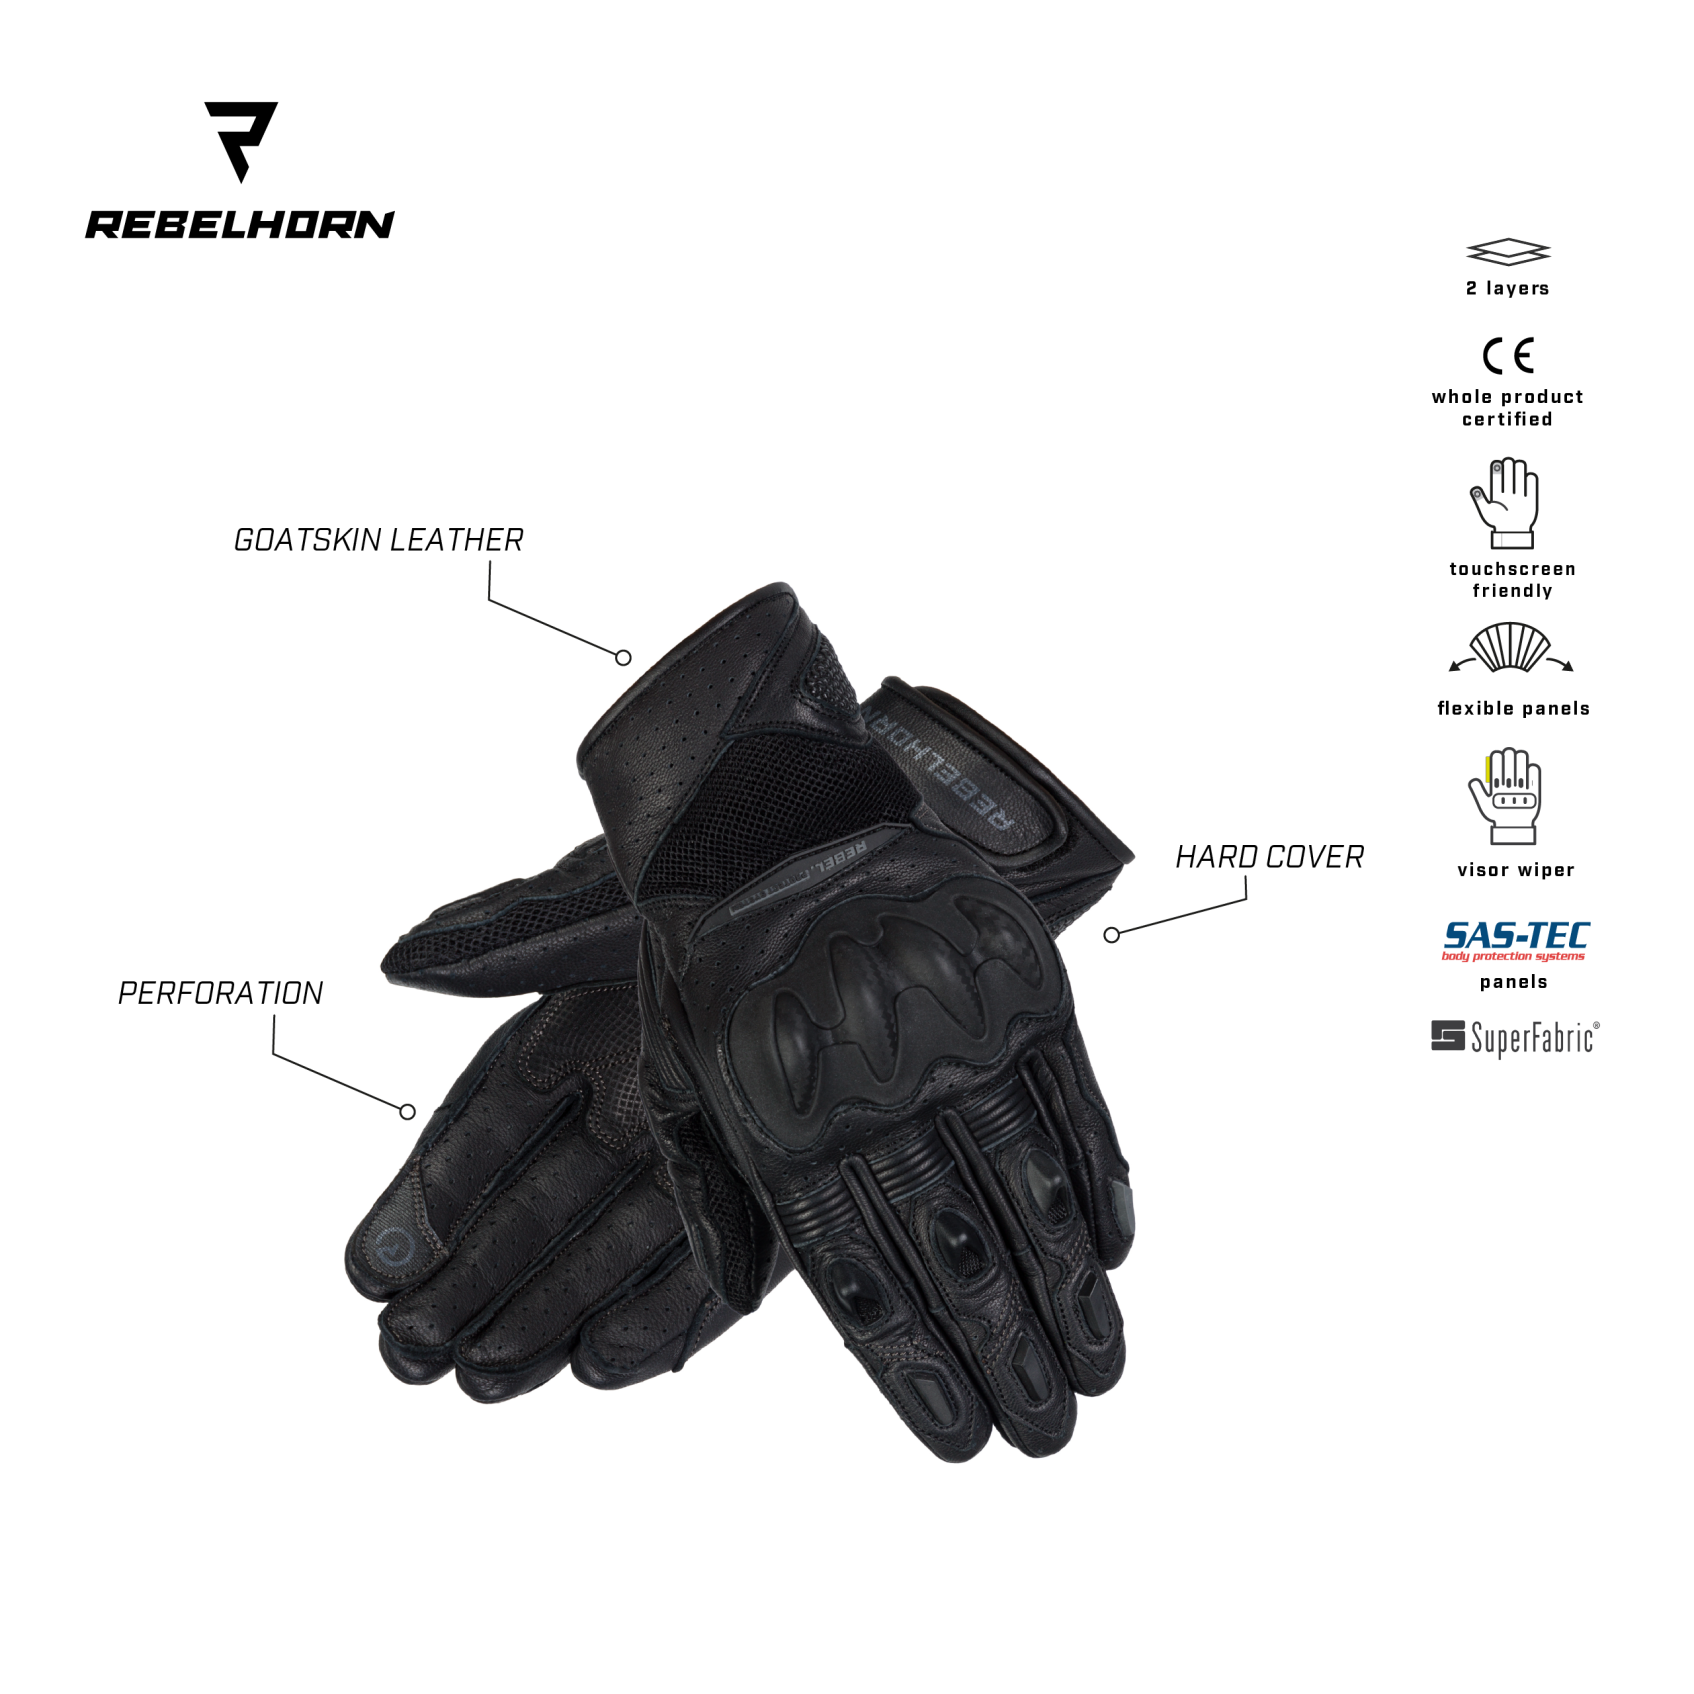 REBELHORN
2 layers
CE
whole product
certified
touchscreen
friendly
flexible panels
visor wiper
SAS-TEC
body protection systems
panels
SuperFabric®
GOATSKIN LEATHER
HARD COVER
PERFORATION
REBELHORN
REBEL.